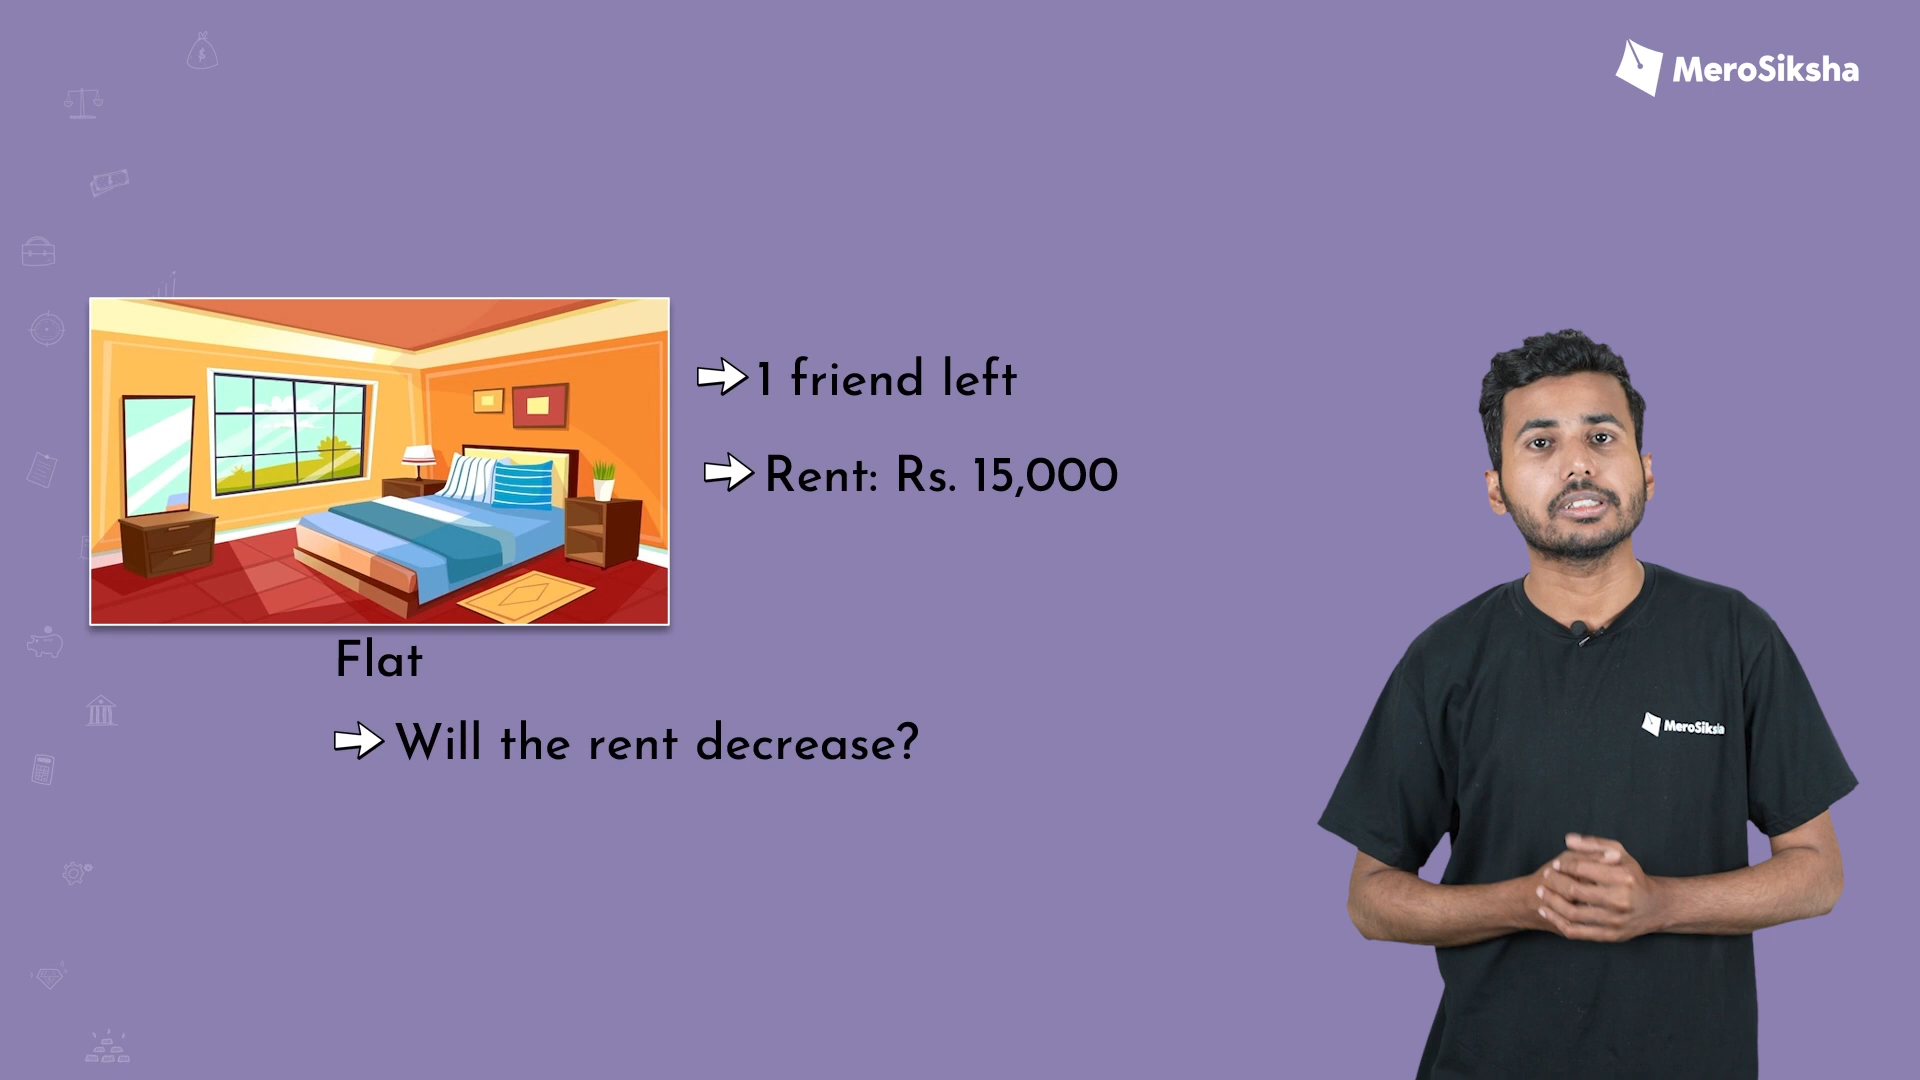 MeroSiksha
1 friend left
Rent: Rs. 15,000
Flat
Will the rent decrease?
MeroSiksha